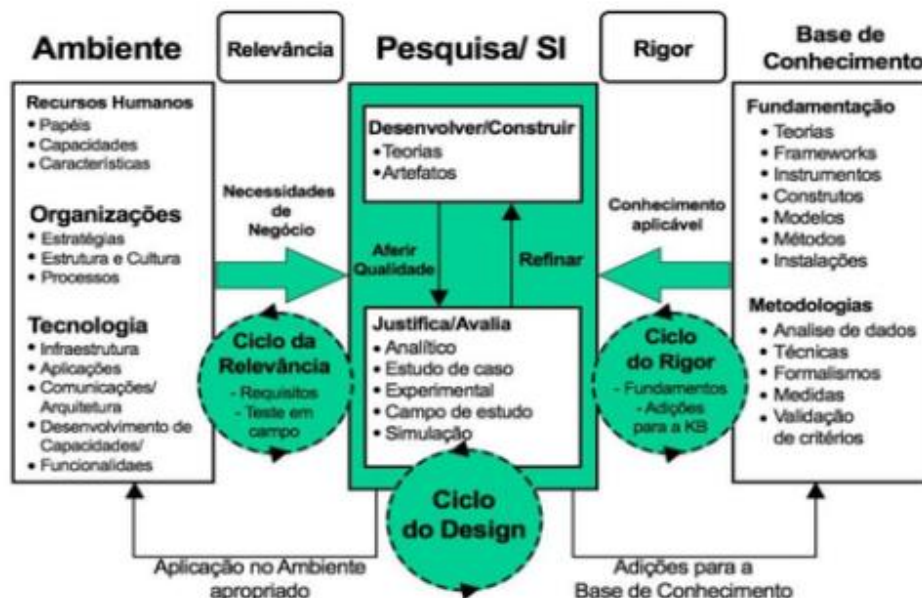 Ambiente
Relevância
Pesquisa/ SI
Rigor
Base de
Conhecimento
Recursos Humanos
• Papéis
• Capacidades
• Características
Organizações
• Estratégias
• Estrutura e Cultura
• Processos
Tecnologia
• Infraestrutura
• Aplicações
• Comunicações/
Arquitetura
• Desenvolvimento de
Capacidades/
• Funcionalidaes
Necessidades
de
Negócio
Ciclo da
Relevância
- Requisitos
- Teste em
campo
Desenvolver/Construir
• Teorias
• Artefatos
Aferir
Qualidade
Refinar
Justifica/Avalia
• Analítico
• Estudo de caso
• Experimental
• Campo de estudo
• Simulação
Ciclo
do Design
Conhecimento
aplicável
Ciclo
do Rigor
- Fundamentos
- Adições
para a KB
Fundamentação
• Teorias
• Frameworks
• Instrumentos
• Construtos
• Modelos
• Métodos
• Instalações
Metodologias
• Analise de dados
• Técnicas
• Formalismos
• Medidas
• Validação
de critérios
Aplicação no Ambiente
apropriado
Adições para a
Base de Conhecimento